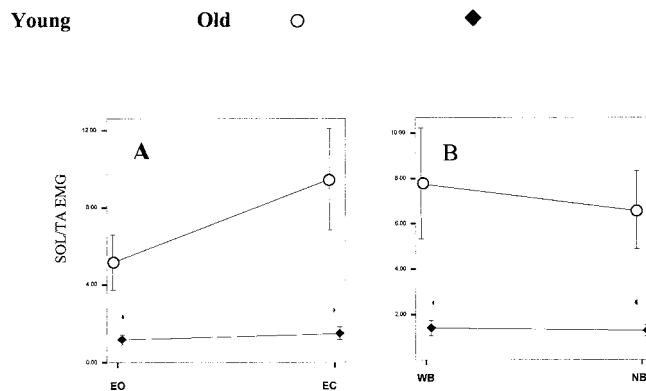 Young Old
A
B
12.00
8.00
4.00
0.00
SOL/TA EMG
EO EC
10.00
8.00
6.00
4.00
2.00
WB NB